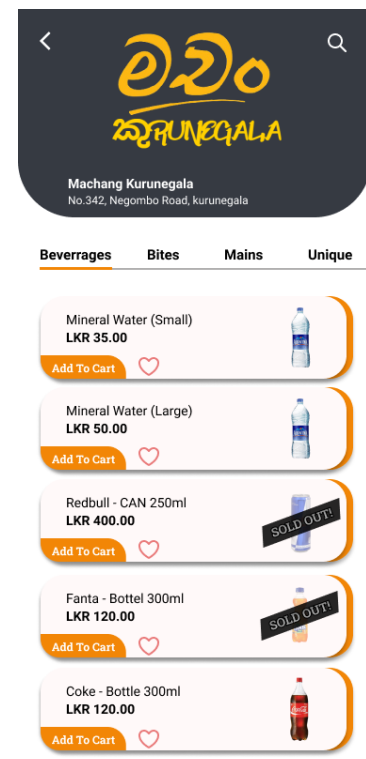 මචං
කුRUNEGALA
Machang Kurunegala
No.342, Negombo Road, kurunegala
Beverrages Bites Mains Unique
Mineral Water (Small)
LKR 35.00
Add To Cart
Mineral Water (Large)
LKR 50.00
Add To Cart
Redbull - CAN 250ml
LKR 400.00
SOLD OUT!
Add To Cart
Fanta - Bottel 300ml
LKR 120.00
SOLD OUT!
Add To Cart
Coke - Bottle 300ml
LKR 120.00
Coca-Cola
Add To Cart